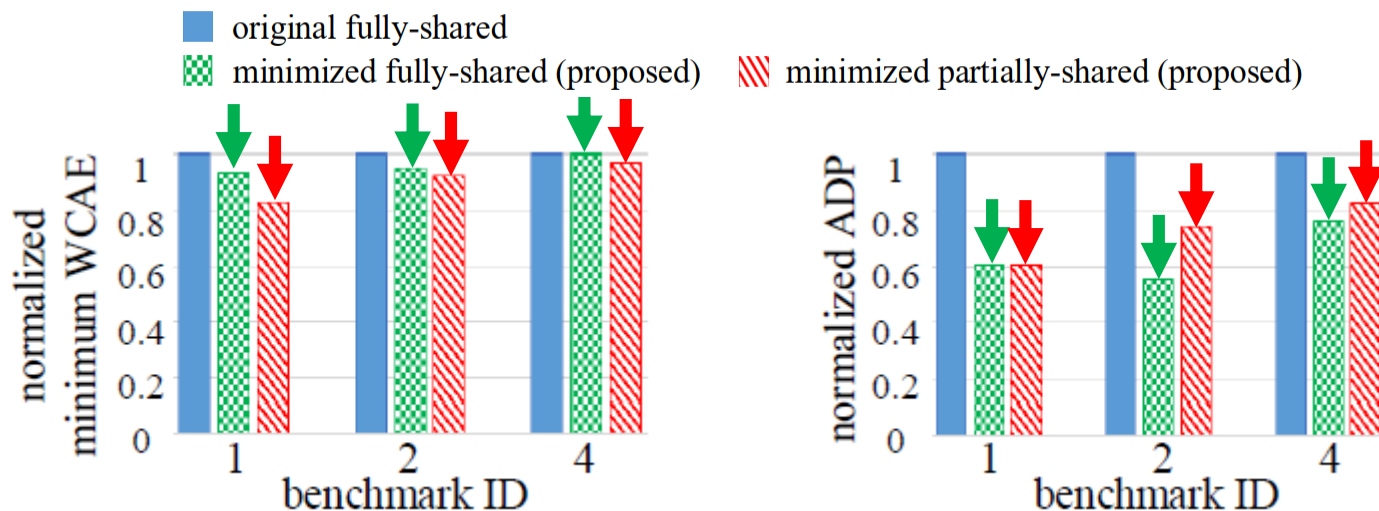 original fully-shared
minimized fully-shared (proposed)
minimized partially-shared (proposed)
normalized
minimum WCAE
1
0.8
0.6
0.4
0.2
0
1 2 4
benchmark ID
normalized ADP
1
0.8
0.6
0.4
0.2
0
1 2 4
benchmark ID